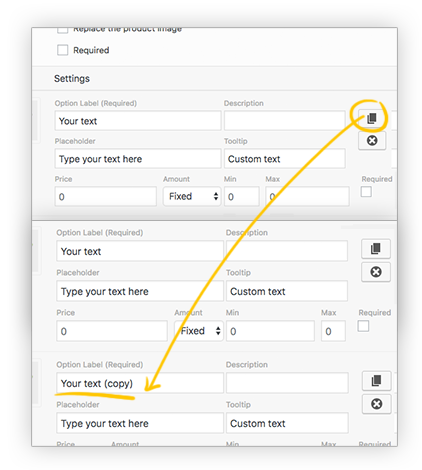 Replace the product image
Required
Settings
Option Label (Required) Description
Your text
Placeholder Tooltip
Type your text here Custom text
Price Amount Min Max Required
0 Fixed 0 0
Option Label (Required) Description
Your text
Placeholder Tooltip
Type your text here Custom text
Price Amount Min Max Required
0 Fixed 0 0
Option Label (Required) Description
Your text (copy)
Placeholder Tooltip
Type your text here Custom text
Price Amount Min Max Required